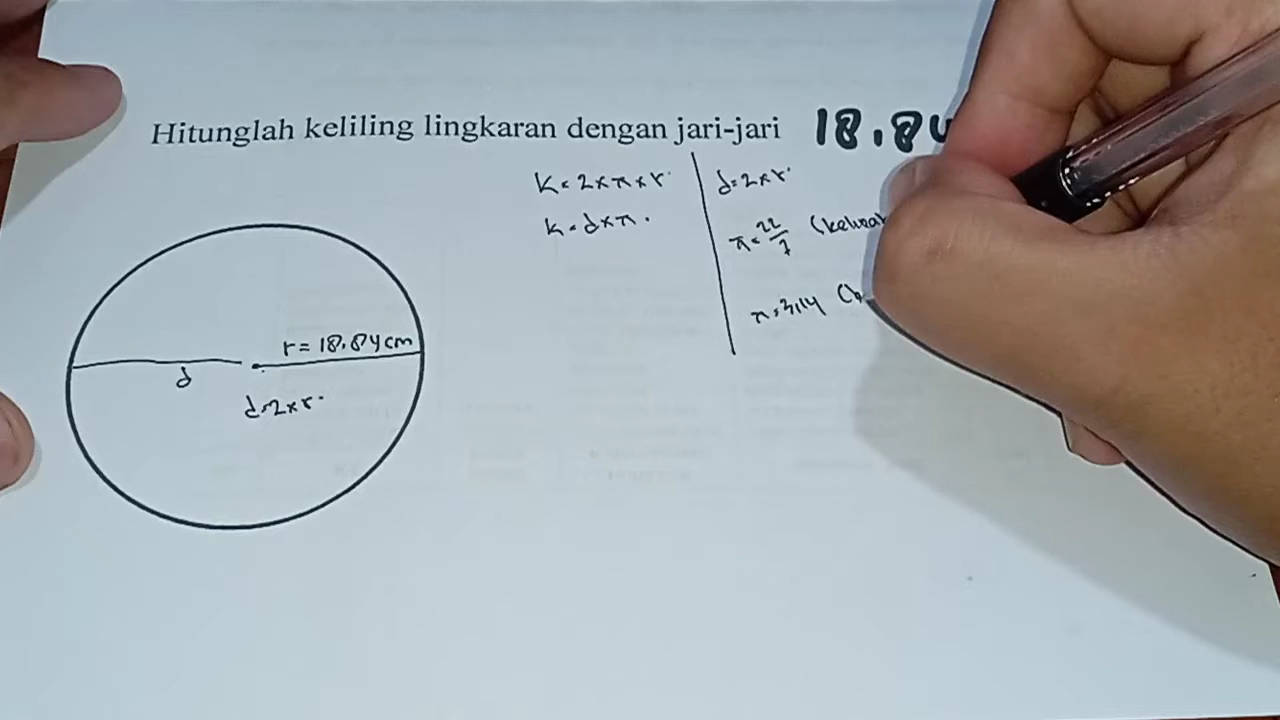 Hitunglah keliling lingkaran dengan jari-jari 18.84
K = 2 x π x r
K = d x π
d = 2 x r
π = 22/7
π = 3,14
r = 18.84 cm
d
d = 2 x r